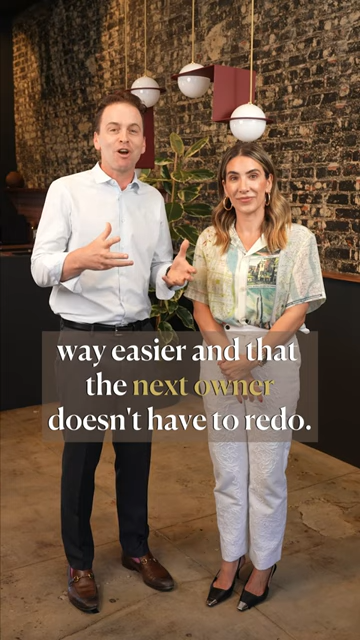 way easier and that
the next owner
doesn't have to redo.